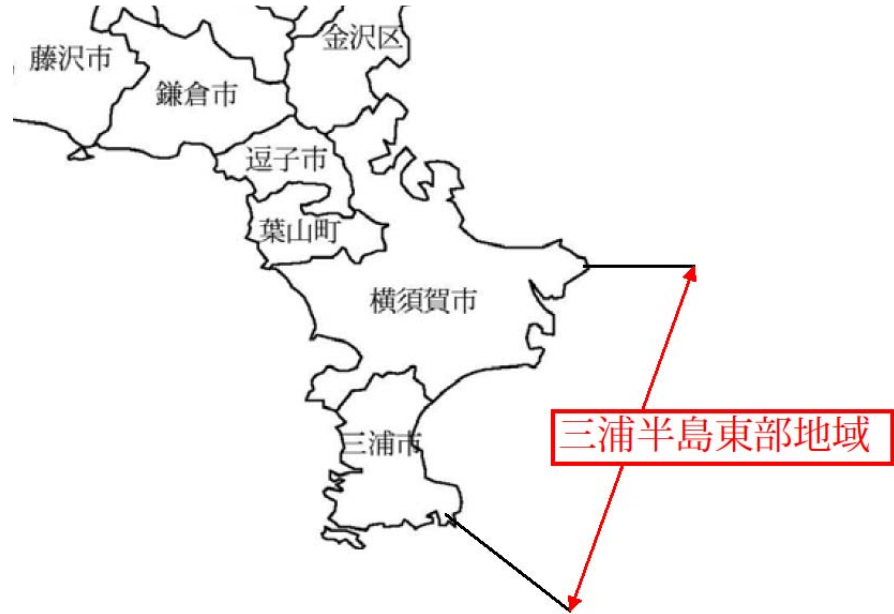 金沢区
藤沢市
鎌倉市
逗子市
葉山町
横須賀市
三浦半島東部地域
三浦市